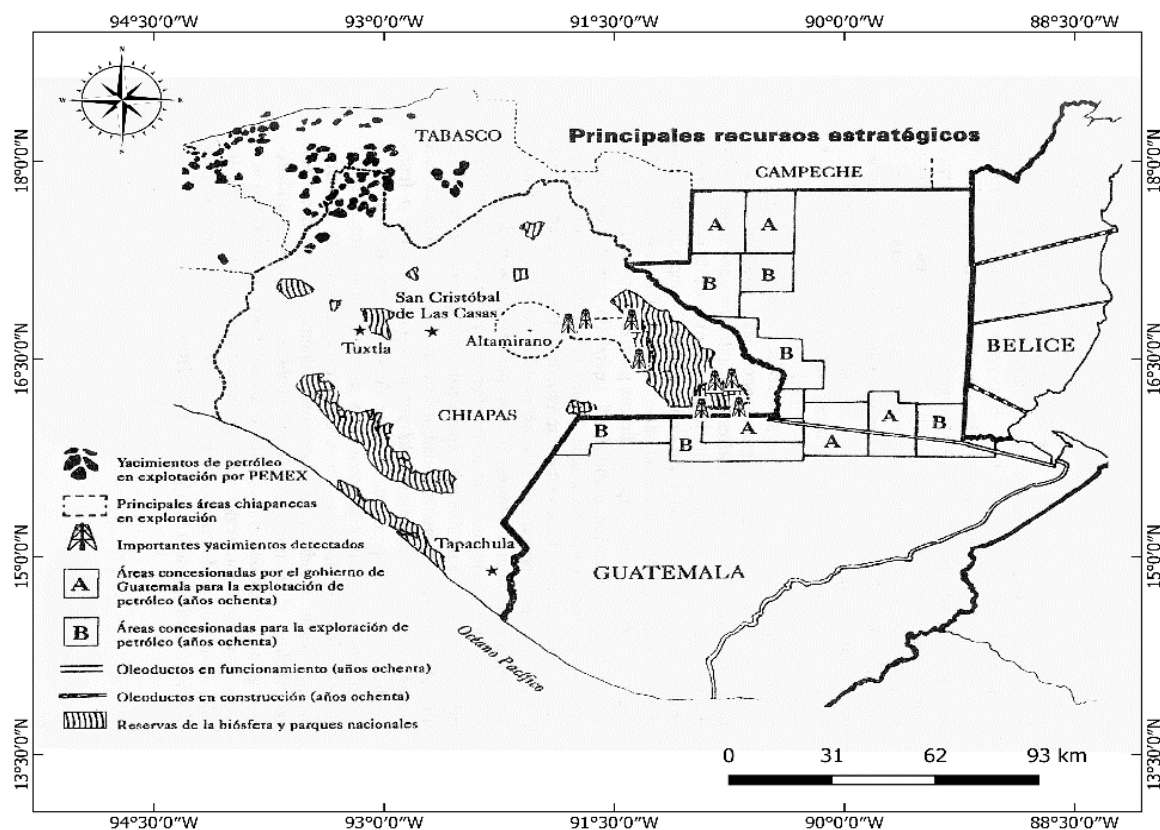 94°30'0"W 93°0'0"W 91°30'0"W 90°0'0"W 88°30'0"W
N
W E
S
18°0'0"N
16°30'0"N
15°0'0"N
13°30'0"N
TABASCO
Principales recursos estratégicos
CAMPECHE
A A
B B
San Cristóbal
de Las Casas
Tuxtla
Altamirano
B
BELICE
CHIAPAS
B B A A A B
Tapachula
GUATEMALA
Océano Pacífico
Yacimientos de petróleo
en explotación por PEMEX
Principales áreas chiapanecas
en exploración
Importantes yacimientos detectados
A
Áreas concesionadas por el gobierno de
Guatemala para la explotación de
petróleo (años ochenta)
B
Áreas concesionadas para la exploración de
petróleo (años ochenta)
Oleoductos en funcionamiento (años ochenta)
Oleoductos en construcción (años ochenta)
Reservas de la biósfera y parques nacionales
0 31 62 93 km
18°0'0"N
16°30'0"N
15°0'0"N
13°30'0"N
94°30'0"W 93°0'0"W 91°30'0"W 90°0'0"W 88°30'0"W